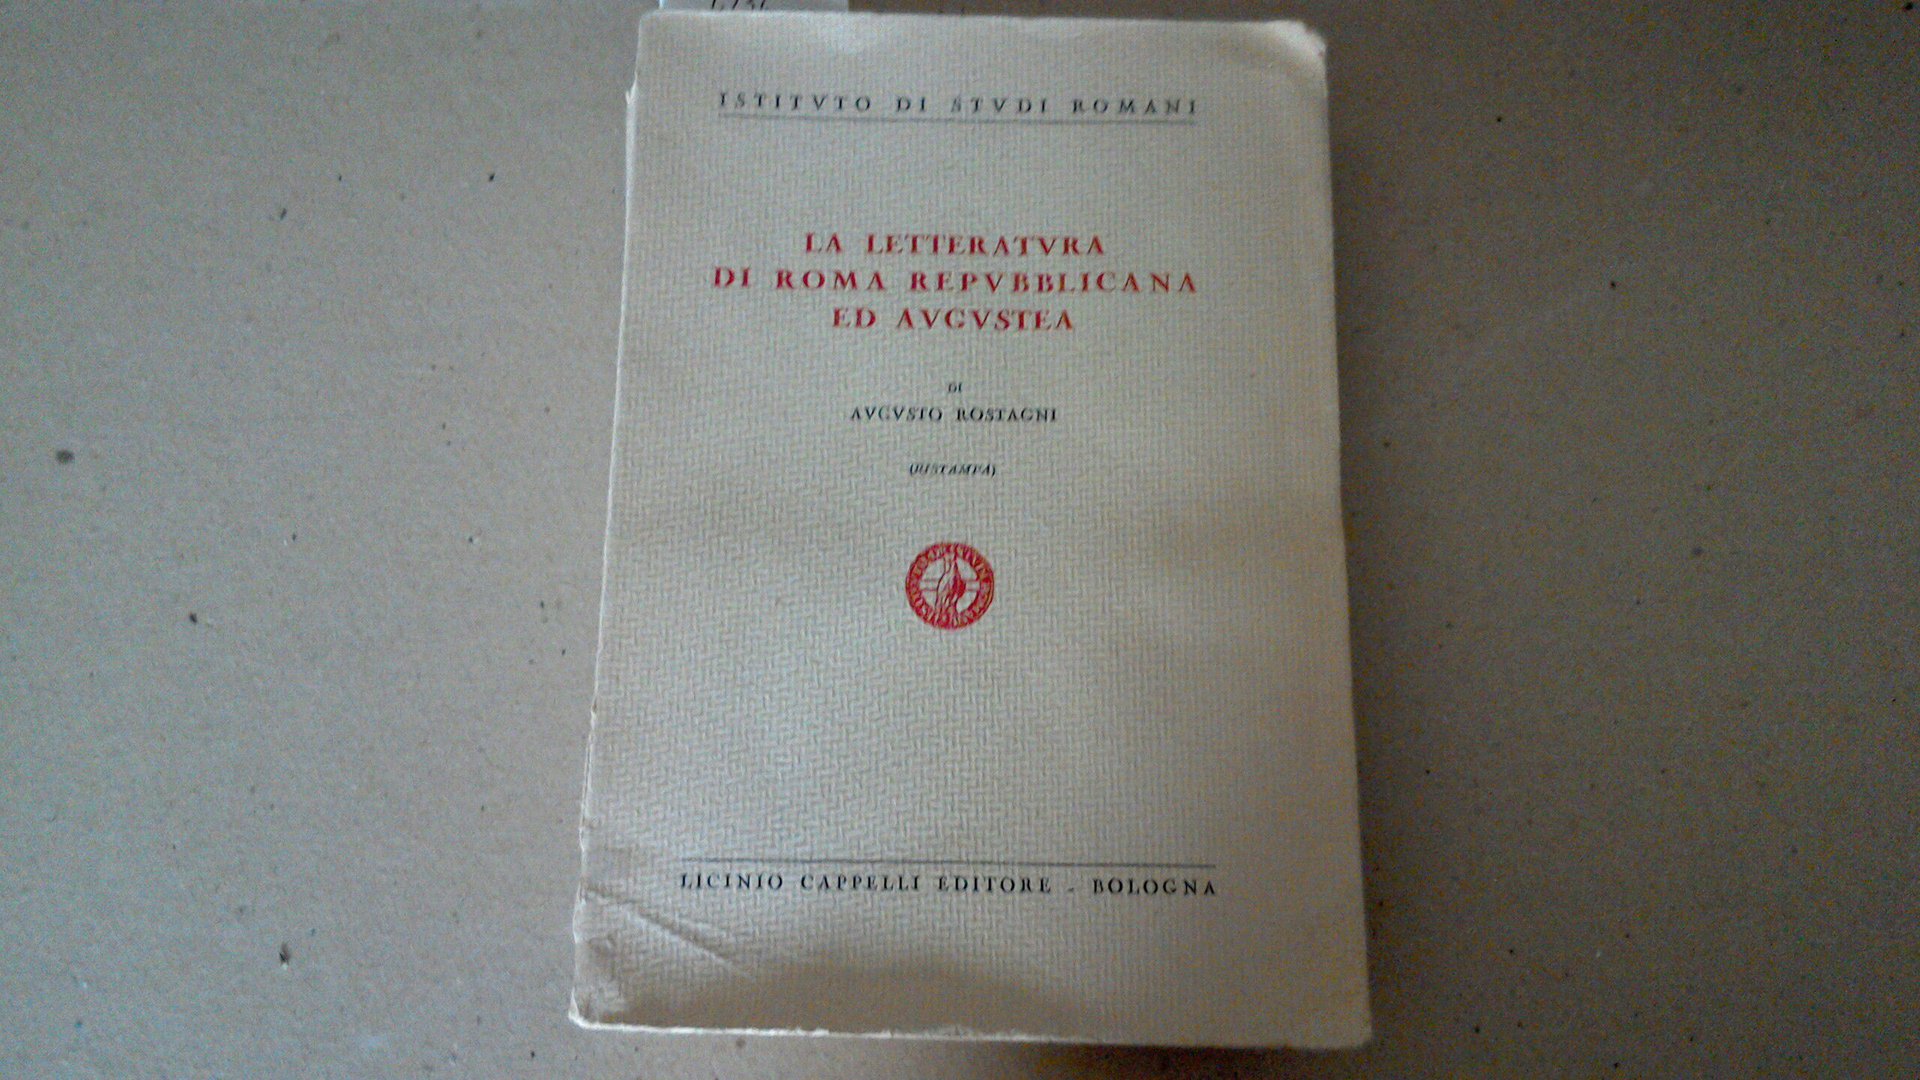 ISTITVTO DI STVDI ROMANI
LA LETTERATVRA
DI ROMA REPVBBLICANA
ED AVGVSTEA
DI
AVGVSTO ROSTAGNI
(RISTAMPA)
LICINIO CAPPELLI EDITORE - BOLOGNA